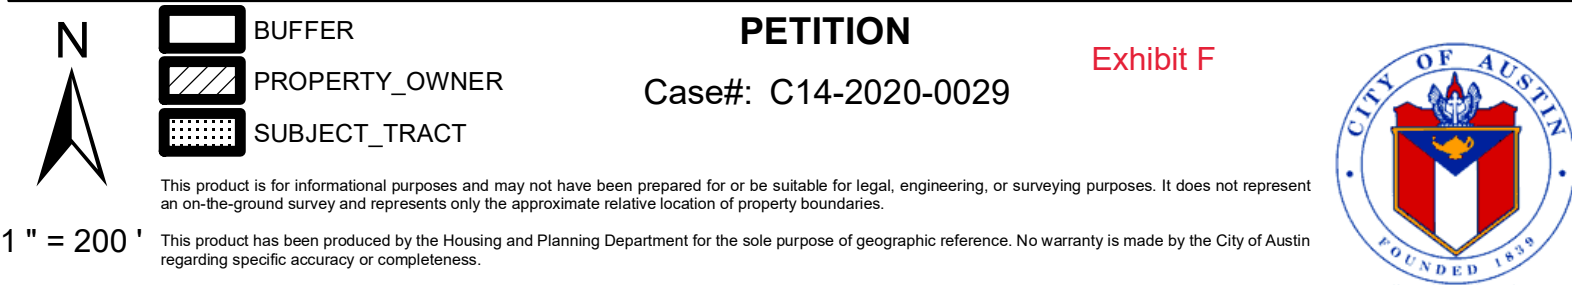 N
BUFFER
PROPERTY_OWNER
SUBJECT_TRACT
PETITION
Case#: C14-2020-0029
Exhibit F
This product is for informational purposes and may not have been prepared for or be suitable for legal, engineering, or surveying purposes. It does not represent
an on-the-ground survey and represents only the approximate relative location of property boundaries.
1 " = 200 '
This product has been produced by the Housing and Planning Department for the sole purpose of geographic reference. No warranty is made by the City of Austin
regarding specific accuracy or completeness.
CITY OF AUSTIN
FOUNDED 1839